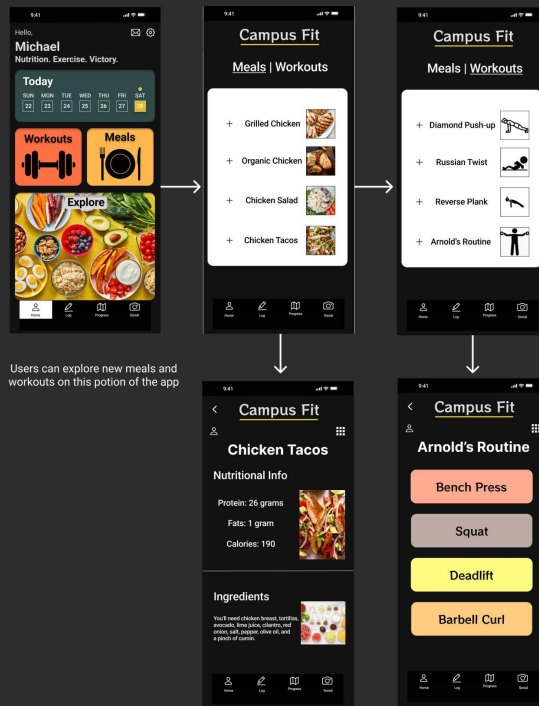 9:41
Hello,
Michael
Nutrition. Exercise. Victory.
Today
SUN MON TUE WED THU FRI SAT
22 23 24 25 26 27 28
Workouts
Meals
Explore
Home Log Progress Social
Users can explore new meals and
workouts on this potion of the app
9:41
Campus Fit
Meals | Workouts
+ Grilled Chicken
+ Organic Chicken
+ Chicken Salad
+ Chicken Tacos
Home Log Progress Social
9:41
Campus Fit
Meals | Workouts
+ Diamond Push-up
+ Russian Twist
+ Reverse Plank
+ Arnold's Routine
Home Log Progress Social
9:41
Campus Fit
Chicken Tacos
Nutritional Info
Protein: 26 grams
Fats: 1 gram
Calories: 190
Ingredients
You'll need chicken breast, tortillas,
avocado, lime juice, cilantro, red
onion, salt, pepper, olive oil, and
a pinch of cumin.
Home Log Progress Social
9:41
Campus Fit
Arnold's Routine
Bench Press
Squat
Deadlift
Barbell Curl
Home Log Progress Social